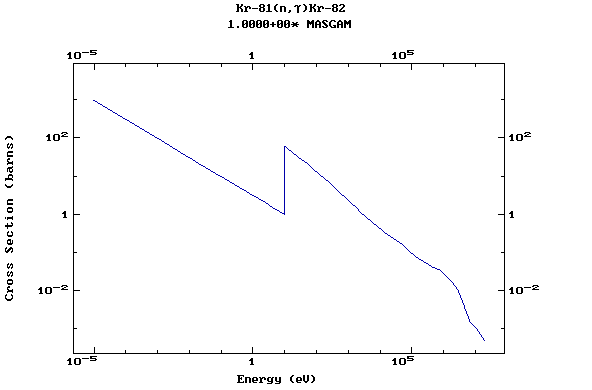 Kr-81(n,γ)Kr-82
1.0000+00* MASGAM
10⁻⁵ 1 10⁵
10² 10²
1 1
10⁻² 10⁻²
10⁻⁵ 1 10⁵
Cross Section (barns)
Energy (eV)